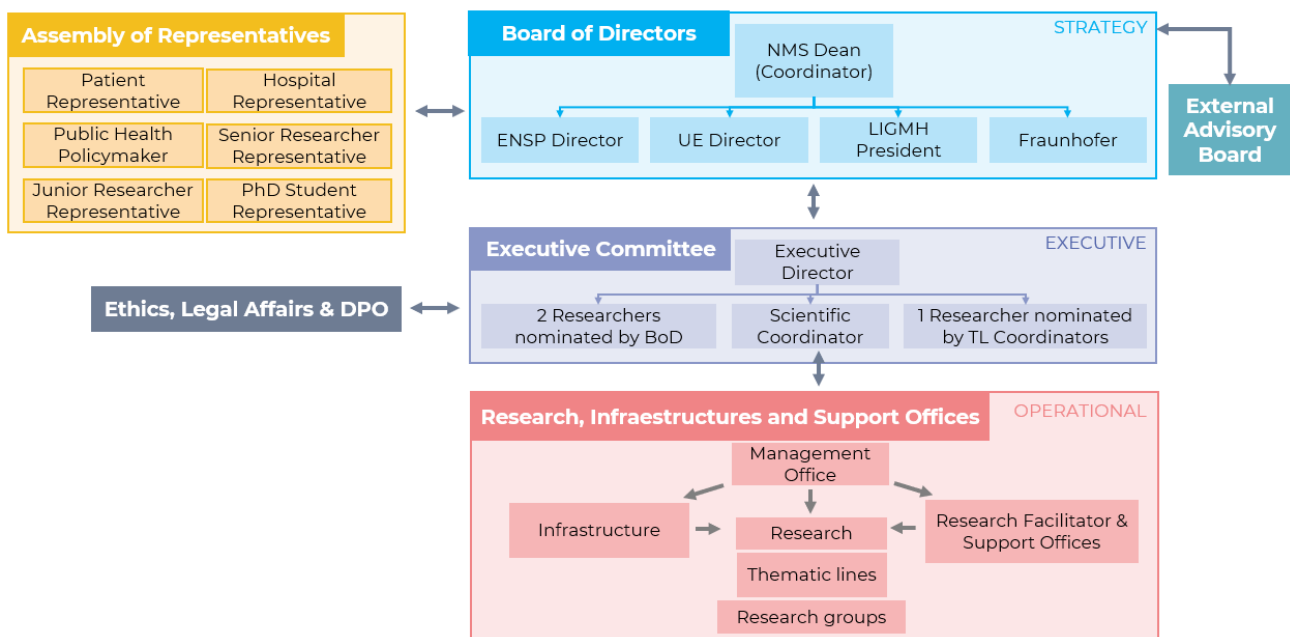 Assembly of Representatives
Patient
Representative
Hospital
Representative
Public Health
Policymaker
Senior Researcher
Representative
Junior Researcher
Representative
PhD Student
Representative
Board of Directors
STRATEGY
NMS Dean
(Coordinator)
ENSP Director
UE Director
LIGMH
President
Fraunhofer
External
Advisory
Board
Executive Committee
EXECUTIVE
Executive
Director
2 Researchers
nominated by BoD
Scientific
Coordinator
1 Researcher nominated
by TL Coordinators
Ethics, Legal Affairs & DPO
Research, Infraestructures and Support Offices
OPERATIONAL
Management
Office
Infrastructure
Research
Research Facilitator &
Support Offices
Thematic lines
Research groups